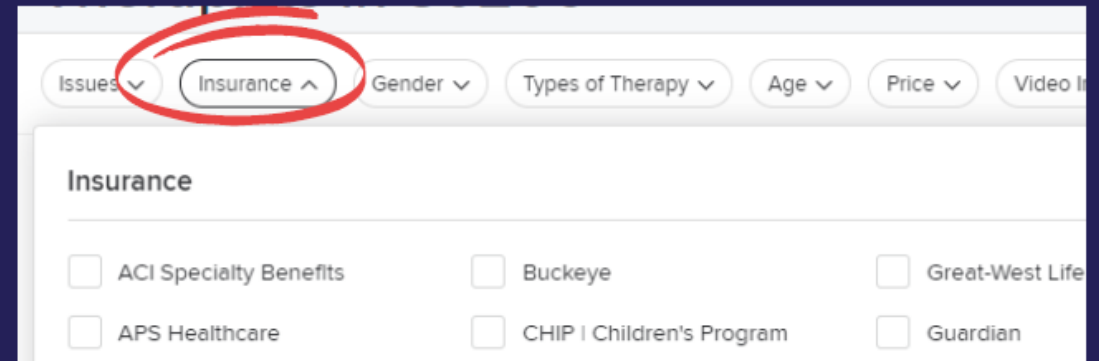 Issues Insurance Gender Types of Therapy Age Price Video
Insurance
ACI Specialty Benefits Buckeye Great-West Life
APS Healthcare CHIP | Children's Program Guardian